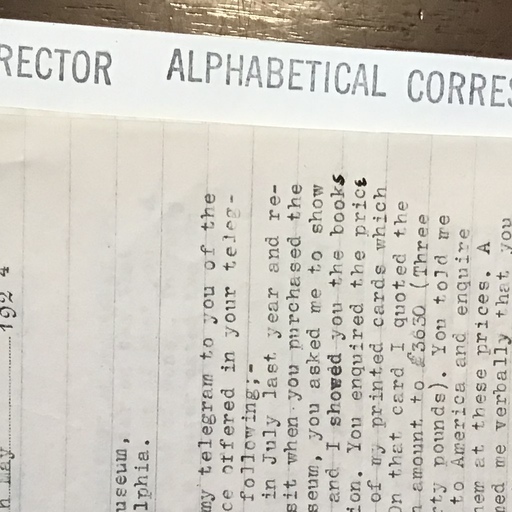 h May 1924
useum,
lphia.
my telegram to you of the
ce offered in your teleg-
following;-
in July last year and re-
sit when you purchased the
seum, you asked me to show
and I showed you the books
ion. You enquired the price
of my printed cards which
On that card I quoted the
n amount to £3630 (Three
rty pounds). You told me
to America and enquire
hem at these prices. A
med me verbally that you
RECTOR ALPHABETICAL CORRES